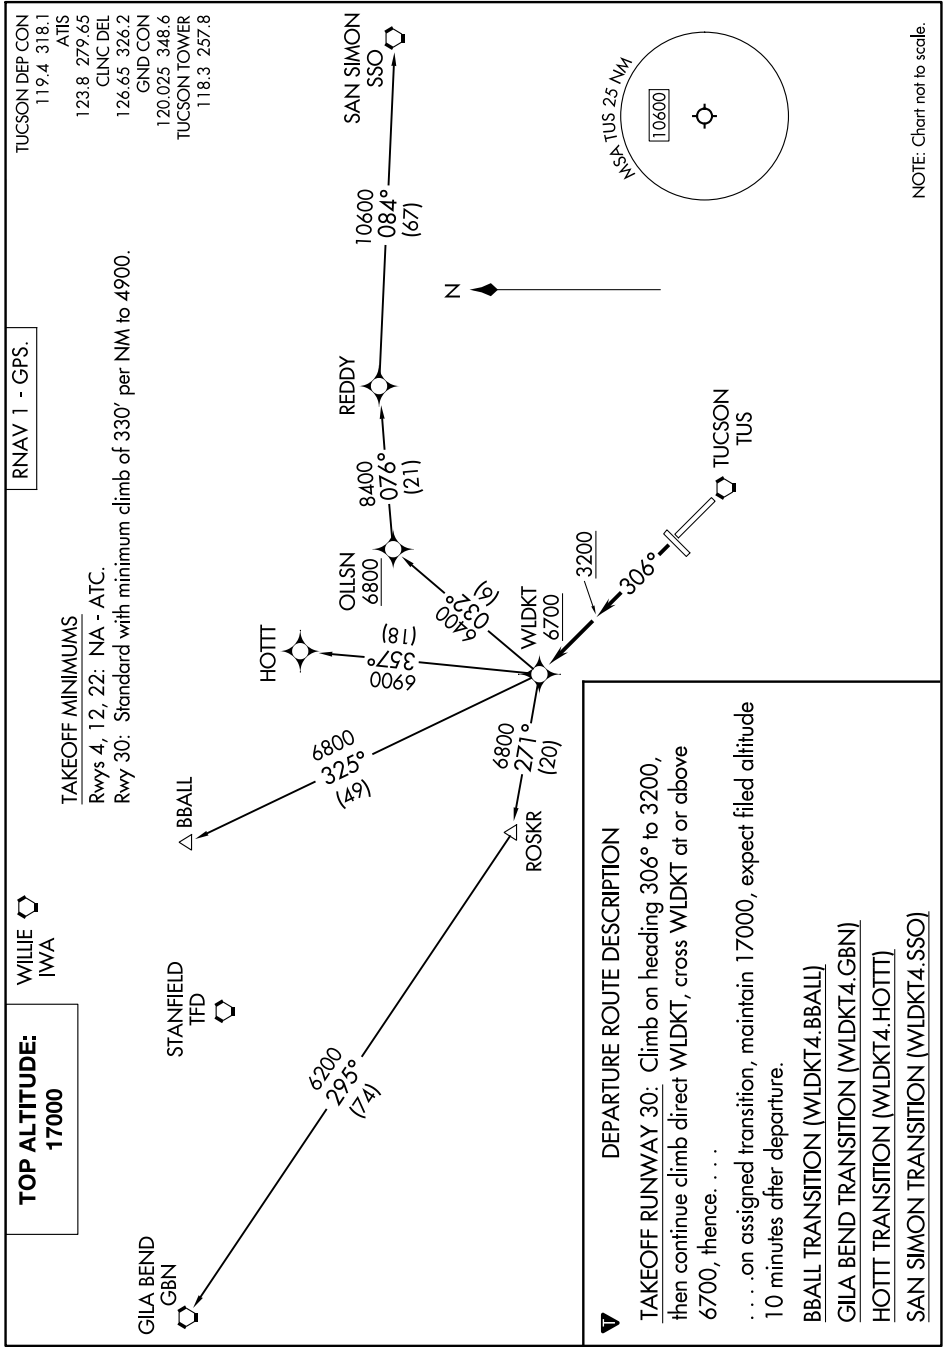 TOP ALTITUDE:
17000
RNAV 1 - GPS.
TUCSON DEP CON
119.4 318.1
ATIS
123.8 279.65
CLNC DEL
126.65 326.2
GND CON
120.025 348.6
TUCSON TOWER
118.3 257.8
WILLIE
IWA
TAKEOFF MINIMUMS
Rwys 4, 12, 22: NA - ATC.
Rwy 30: Standard with minimum climb of 330' per NM to 4900.
STANFIELD
TFD
GILA BEND
GBN
BBALL
HOTTT
OLLSN
6800
REDDY
SAN SIMON
SSO
6200
295°
(74)
6800
325°
(49)
6900
357°
(18)
6400
032°
(9)
8400
076°
(21)
10600
084°
(67)
6800
271°
(20)
ROSKR
WLDKT
6700
3200
306°
TUCSON
TUS
N
MSA TUS 25 NM
10600
NOTE: Chart not to scale.
T
DEPARTURE ROUTE DESCRIPTION
TAKEOFF RUNWAY 30: Climb on heading 306° to 3200,
then continue climb direct WLDKT, cross WLDKT at or above
6700, thence. . . .
. . . .on assigned transition, maintain 17000, expect filed altitude
10 minutes after departure.
BBALL TRANSITION (WLDKT4.BBALL)
GILA BEND TRANSITION (WLDKT4.GBN)
HOTTT TRANSITION (WLDKT4.HOTTT)
SAN SIMON TRANSITION (WLDKT4.SSO)